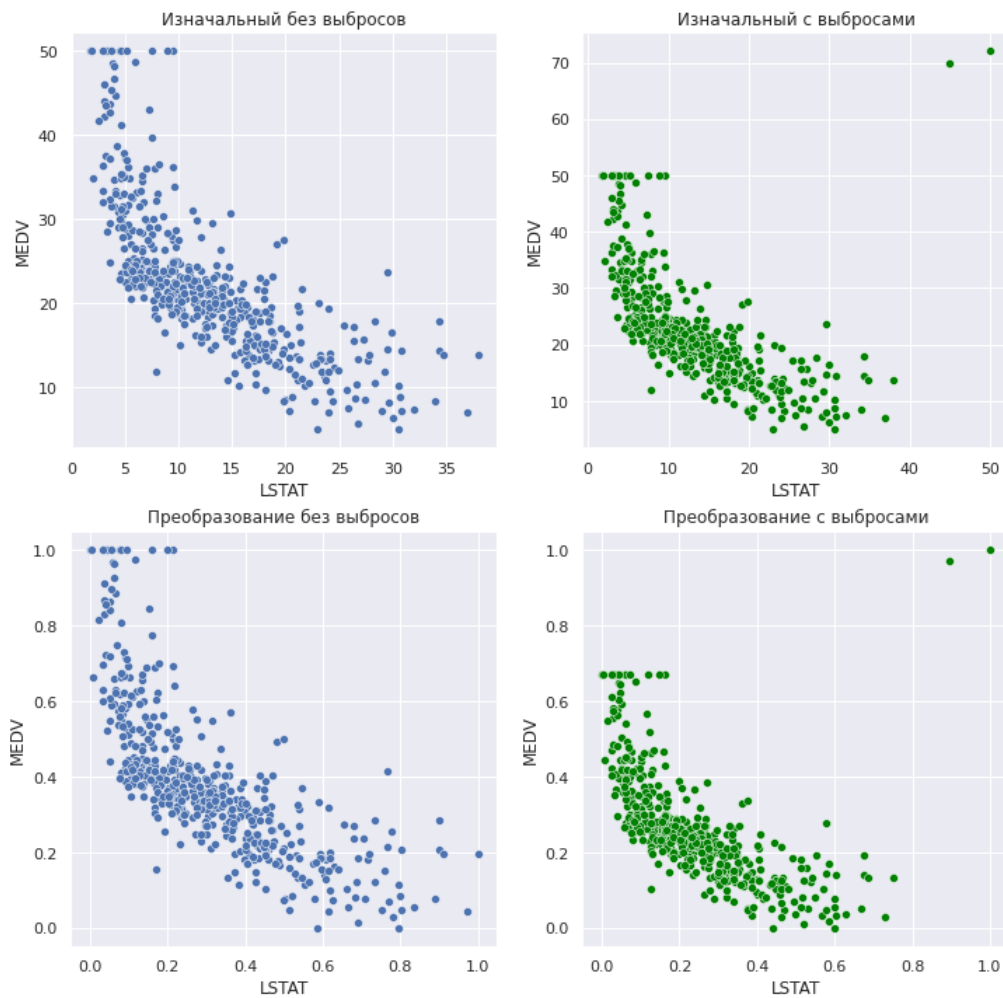 Изначальный без выбросов
50
40
30
20
10
MEDV
0 5 10 15 20 25 30 35
LSTAT
Изначальный с выбросами
70
60
50
40
30
20
10
MEDV
0 10 20 30 40 50
LSTAT
Преобразование без выбросов
1.0
0.8
0.6
0.4
0.2
0.0
MEDV
0.0 0.2 0.4 0.6 0.8 1.0
LSTAT
Преобразование с выбросами
1.0
0.8
0.6
0.4
0.2
0.0
MEDV
0.0 0.2 0.4 0.6 0.8 1.0
LSTAT